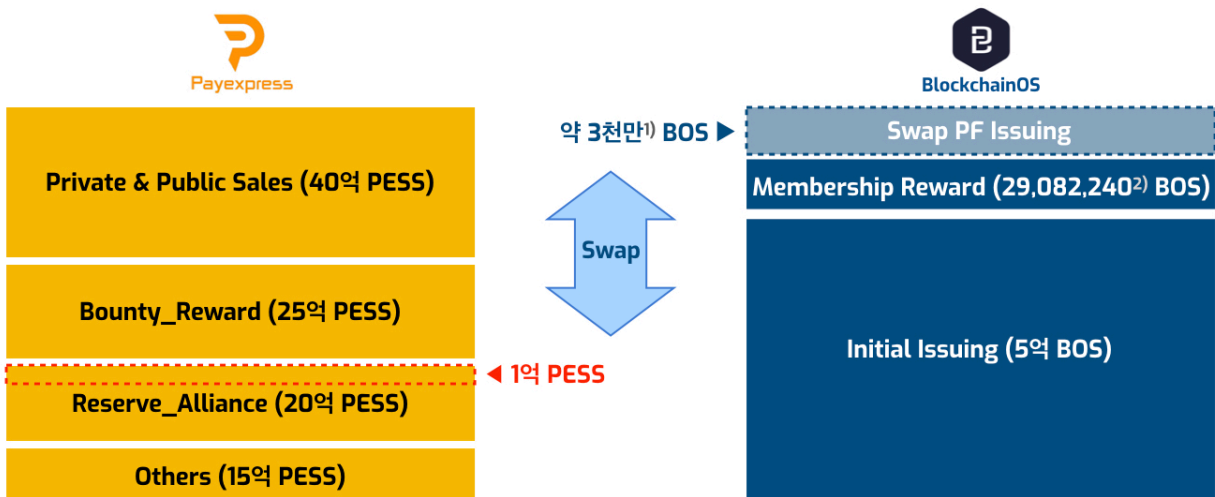 Payexpress
Private & Public Sales (40억 PESS)
Bounty_Reward (25억 PESS)
◀ 1억 PESS
Reserve_Alliance (20억 PESS)
Others (15억 PESS)
Swap
BlockchainOS
약 3천만1) BOS ▶
Swap PF Issuing
Membership Reward (29,082,2402) BOS)
Initial Issuing (5억 BOS)